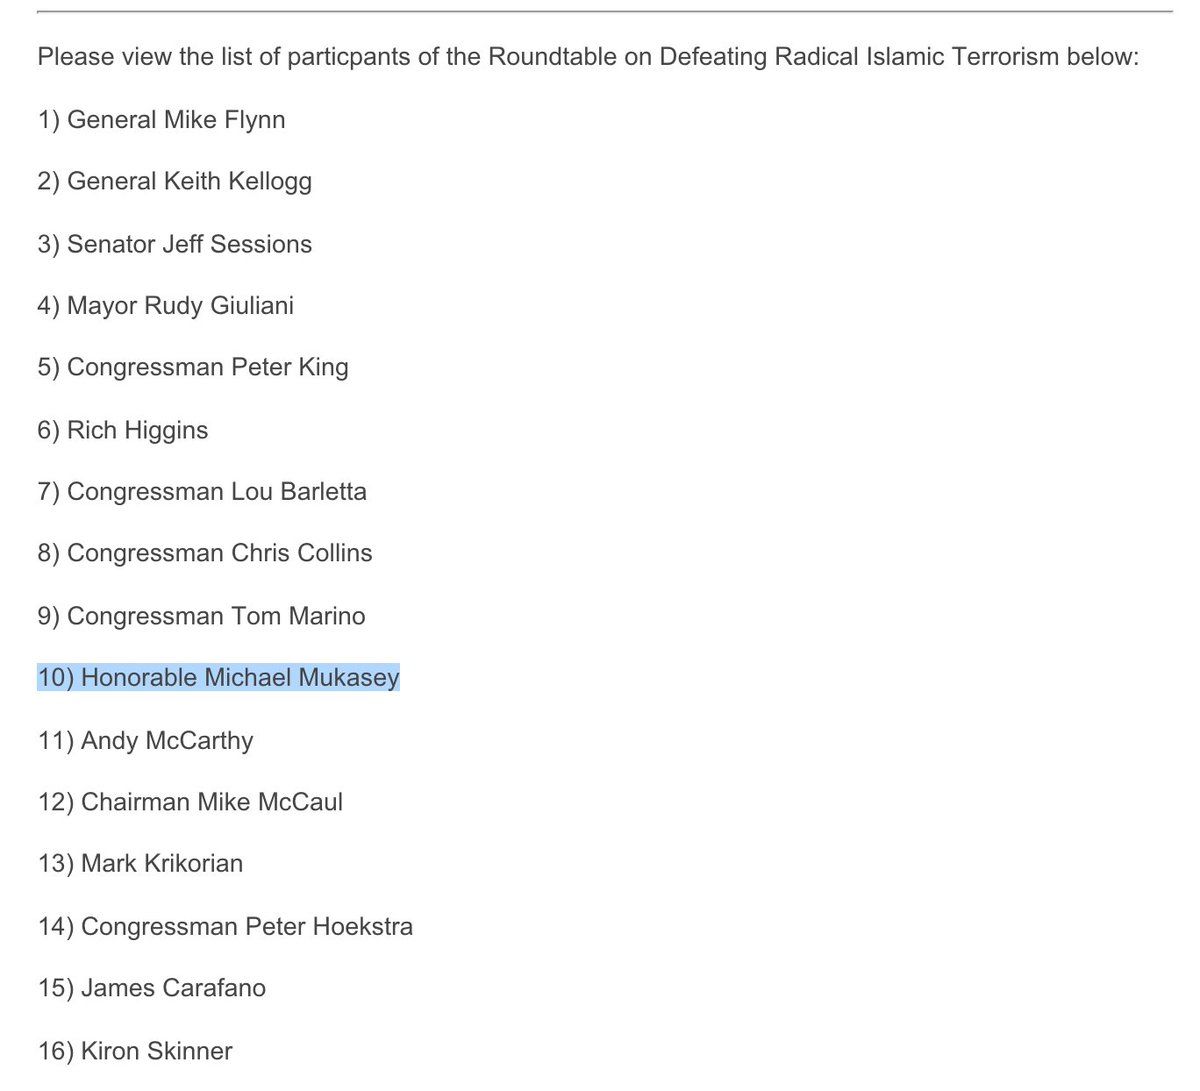 Please view the list of particpants of the Roundtable on Defeating Radical Islamic Terrorism below:
1) General Mike Flynn
2) General Keith Kellogg
3) Senator Jeff Sessions
4) Mayor Rudy Giuliani
5) Congressman Peter King
6) Rich Higgins
7) Congressman Lou Barletta
8) Congressman Chris Collins
9) Congressman Tom Marino
10) Honorable Michael Mukasey
11) Andy McCarthy
12) Chairman Mike McCaul
13) Mark Krikorian
14) Congressman Peter Hoekstra
15) James Carafano
16) Kiron Skinner